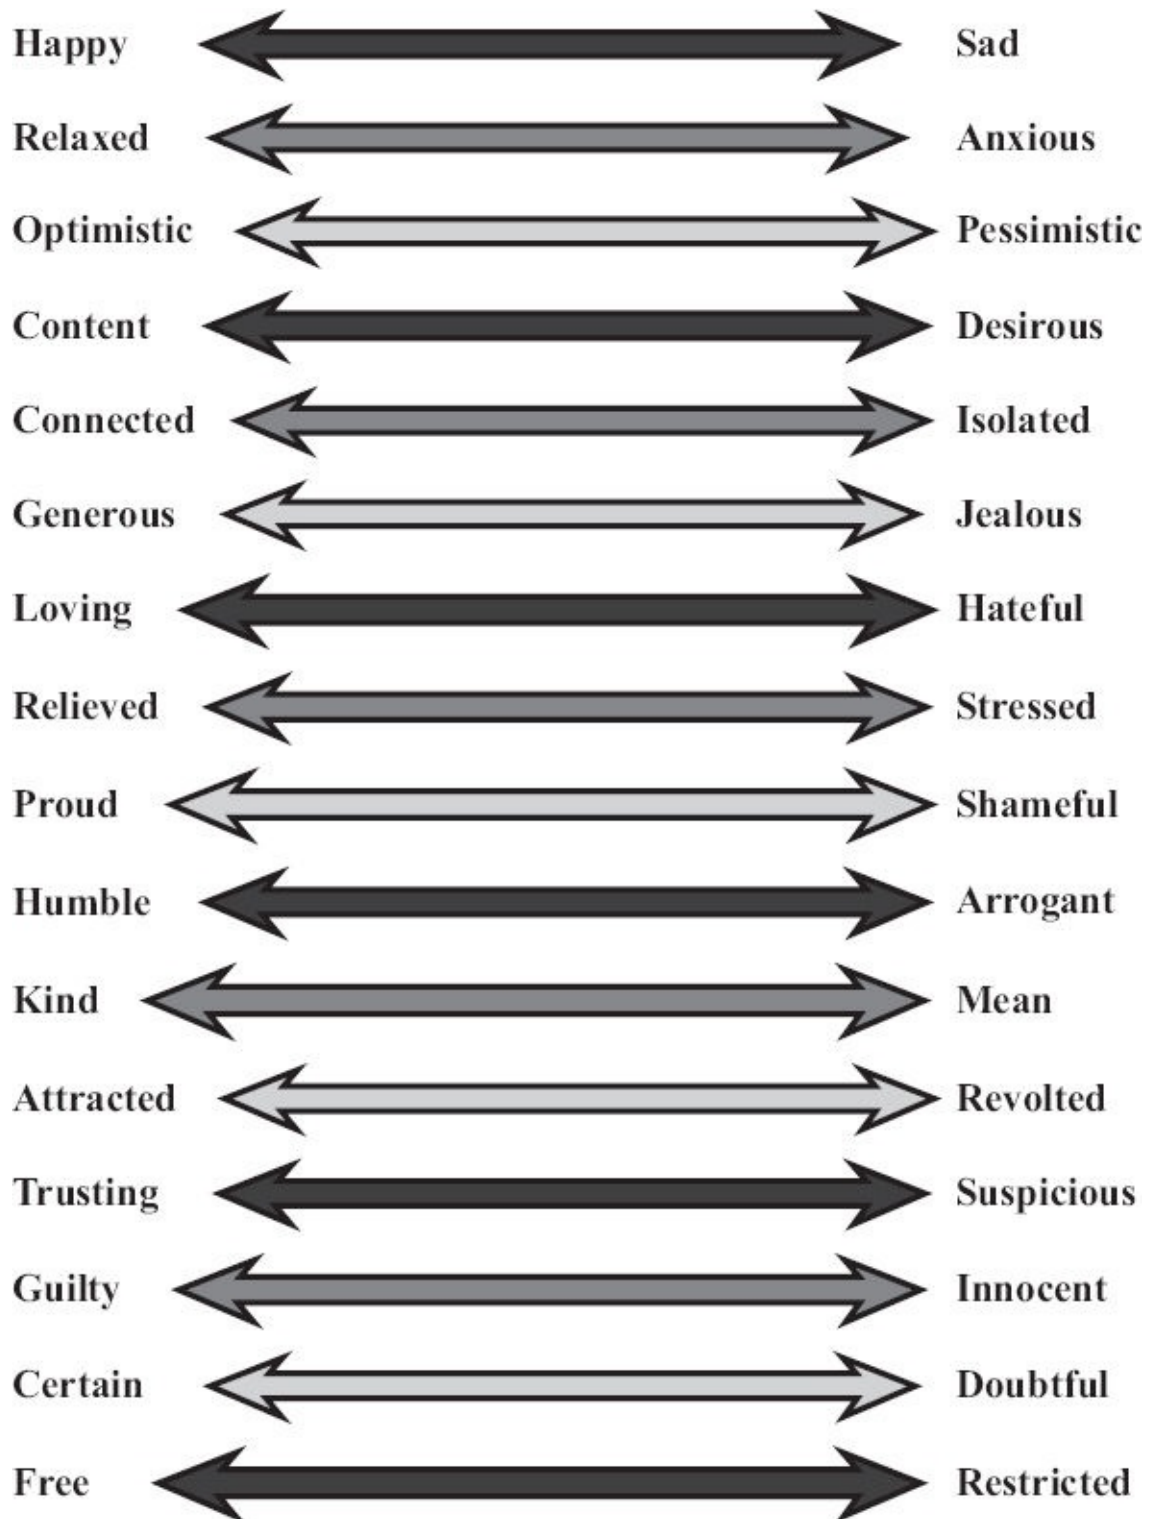 Happy Sad
Relaxed Anxious
Optimistic Pessimistic
Content Desirous
Connected Isolated
Generous Jealous
Loving Hateful
Relieved Stressed
Proud Shameful
Humble Arrogant
Kind Mean
Attracted Revolted
Trusting Suspicious
Guilty Innocent
Certain Doubtful
Free Restricted